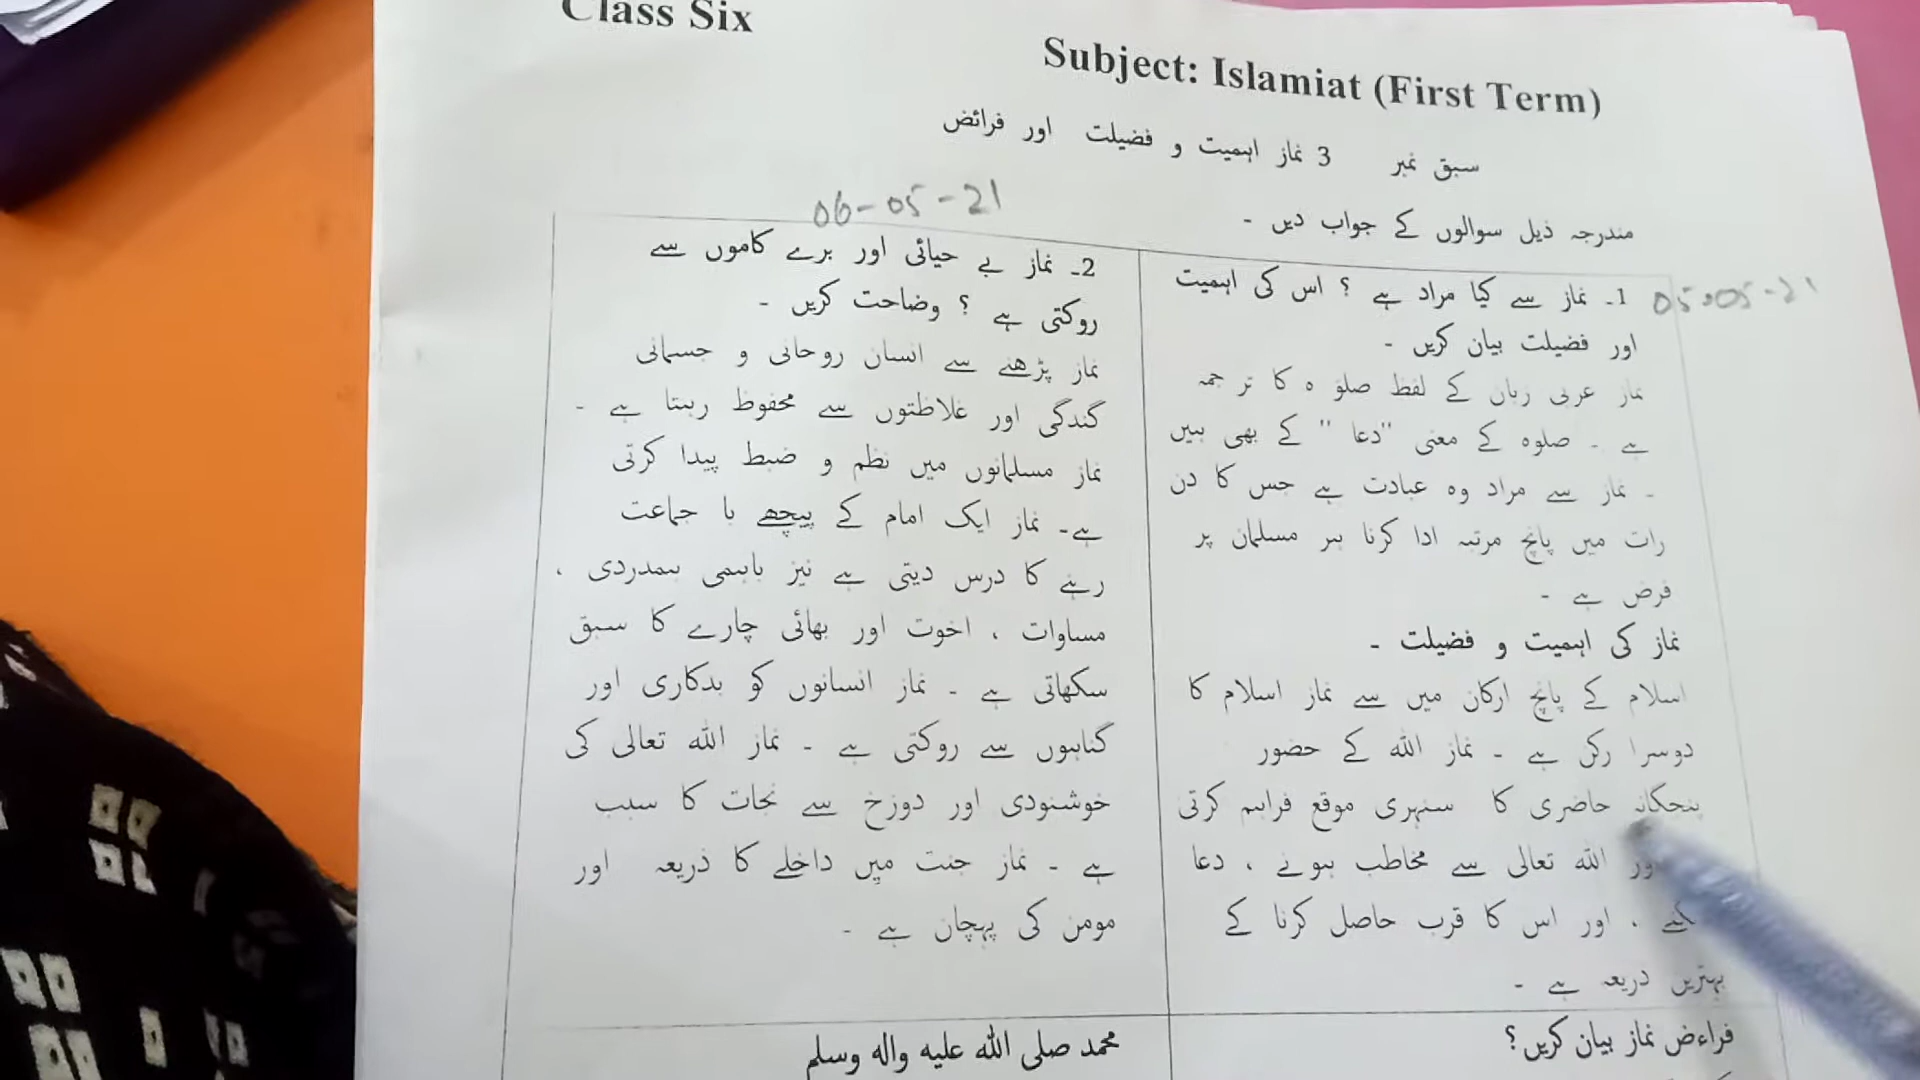 Class Six
Subject: Islamiat (First Term)
سبق نمبر 3 نماز اہمیت و فضیلت اور فرائض
مندرجہ ذیل سوالوں کے جواب دیں ۔
05-05-21
1۔ نماز سے کیا مراد ہے ؟ اس کی اہمیت
اور فضیلت بیان کریں ۔
نماز عربی زبان کے لفظ صلوٰ ہ کا تر جمہ
ہے ۔ صلوہ کے معنی "دعا " کے بھی ہیں
۔ نماز سے مراد وہ عبادت ہے جس کا دن
رات میں پانچ مرتبہ ادا کرنا ہر مسلمان پر
فرض ہے ۔
نماز کی اہمیت و فضیلت ۔
اسلام کے پانچ ارکان میں سے نماز اسلام کا
دوسرا رکن ہے ۔ نماز اللہ کے حضور
پنجگانہ حاضری کا سنہری موقع فراہم کرتی
اللہ تعالی سے مخاطب ہونے ، دعا
، اور اس کا قرب حاصل کرنا کے
بہترین ذریعہ ہے ۔
فراءض نماز بیان کریں؟
06-05-21
2۔ نماز بے حیائی اور برے کاموں سے
روکتی ہے ؟ وضاحت کریں ۔
نماز پڑھنے سے انسان روحانی و جسمانی
گندگی اور غلاظتوں سے محفوظ رہتا ہے ۔
نماز مسلمانوں میں نظم و ضبط پیدا کرتی
ہے۔ نماز ایک امام کے پیچھے با جماعت
رہنے کا درس دیتی ہے نیز باہمی ہمدردی ،
مساوات ، اخوت اور بھائی چارے کا سبق
سکھاتی ہے ۔ نماز انسانوں کو بدکاری اور
گناہوں سے روکتی ہے ۔ نماز اللہ تعالی کی
خوشنودی اور دوزخ سے نجات کا سبب
ہے ۔ نماز جنت میں داخلے کا ذریعہ اور
مومن کی پہچان ہے ۔
محمد صلی اللہ علیہ والہ وسلم